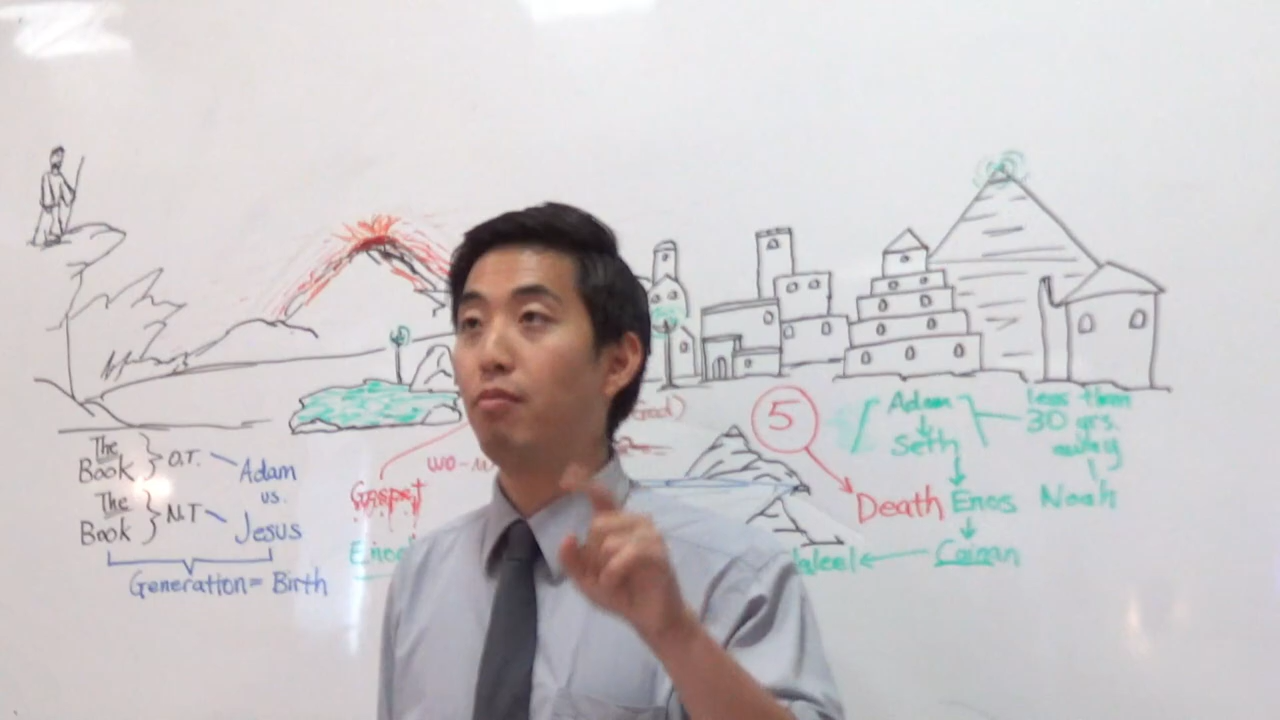 The
Book } O.T.
Adam
vs.
The
Book } N.T
Jesus
Generation = Birth
God)
Gospel
5
Death
Adam
Seth
Enos
less than
30 yrs.
Noah